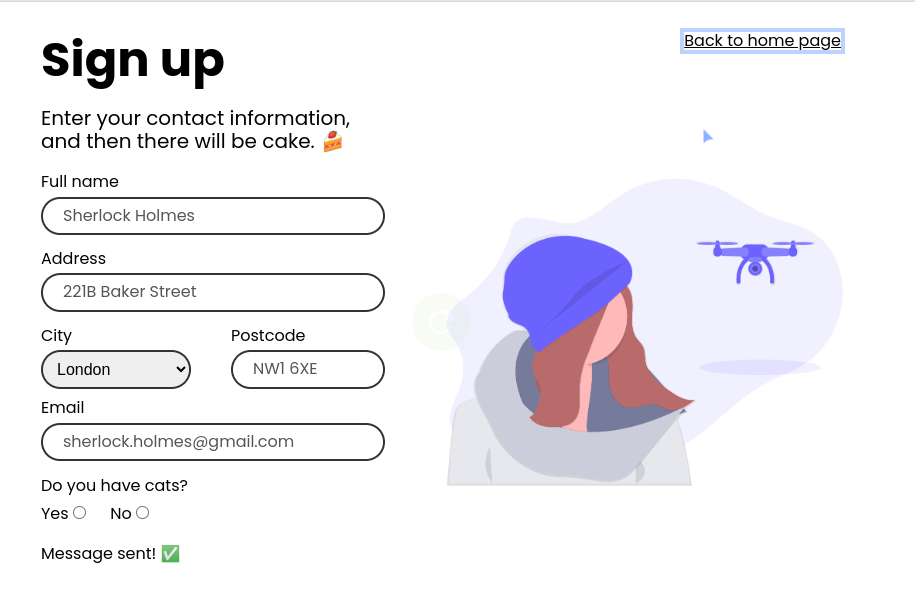 Sign up
Back to home page
Enter your contact information,
and then there will be cake. 🍰
Full name
Sherlock Holmes
Address
221B Baker Street
City
Postcode
London
NW1 6XE
Email
sherlock.holmes@gmail.com
Do you have cats?
Yes No
Message sent! ✅